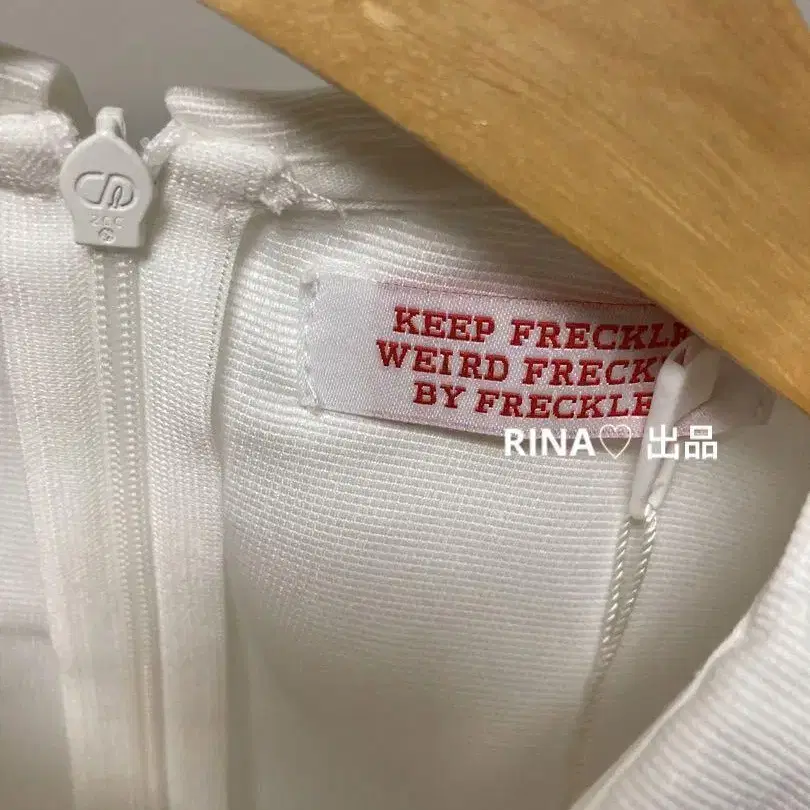 KEEP FRECKLE
WEIRD FRECK
BY FRECKLE
RINA♡ 出品